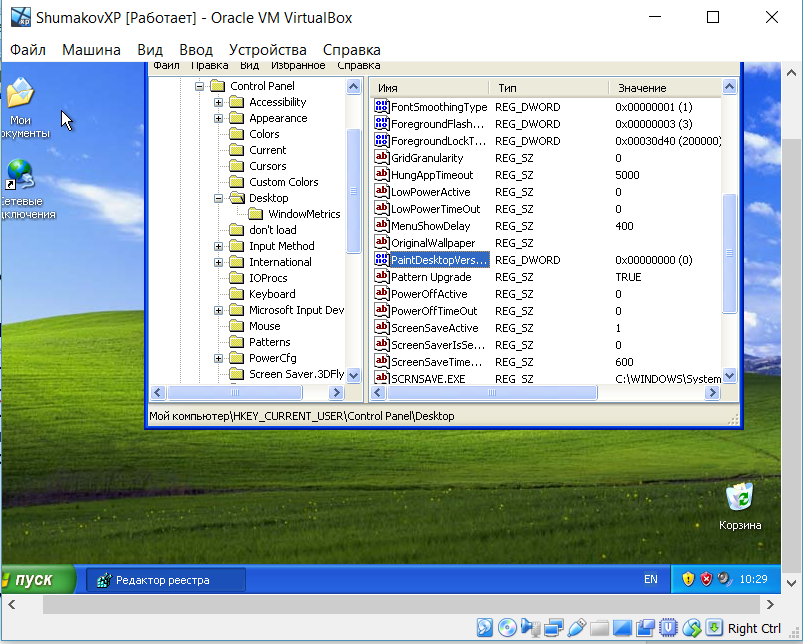 ShumakovXP [Работает] - Oracle VM VirtualBox
Файл Машина Вид Ввод Устройства Справка
Файл Правка Вид Избранное Справка
Мои
окументы
етевые
дключения
Control Panel
Accessibility
Appearance
Colors
Current
Cursors
Custom Colors
Desktop
WindowMetrics
don't load
Input Method
International
IOProcs
Keyboard
Microsoft Input Dev
Mouse
Patterns
PowerCfg
Screen Saver.3DFly
Имя Тип Значение
FontSmoothingType REG_DWORD 0x00000001 (1)
ForegroundFlash... REG_DWORD 0x00000003 (3)
ForegroundLockT... REG_DWORD 0x00030d40 (200000)
GridGranularity REG_SZ 0
HungAppTimeout REG_SZ 5000
LowPowerActive REG_SZ 0
LowPowerTimeOut REG_SZ 0
MenuShowDelay REG_SZ 400
OriginalWallpaper REG_SZ
PaintDesktopVers... REG_DWORD 0x00000000 (0)
Pattern Upgrade REG_SZ TRUE
PowerOffActive REG_SZ 0
PowerOffTimeOut REG_SZ 0
ScreenSaveActive REG_SZ 1
ScreenSaverIsSe... REG_SZ 0
ScreenSaveTime... REG_SZ 600
SCRNSAVE.EXE REG_SZ C:\WINDOWS\System
Мой компьютер\HKEY_CURRENT_USER\Control Panel\Desktop
Корзина
пуск
Редактор реестра
EN
10:29
Right Ctrl